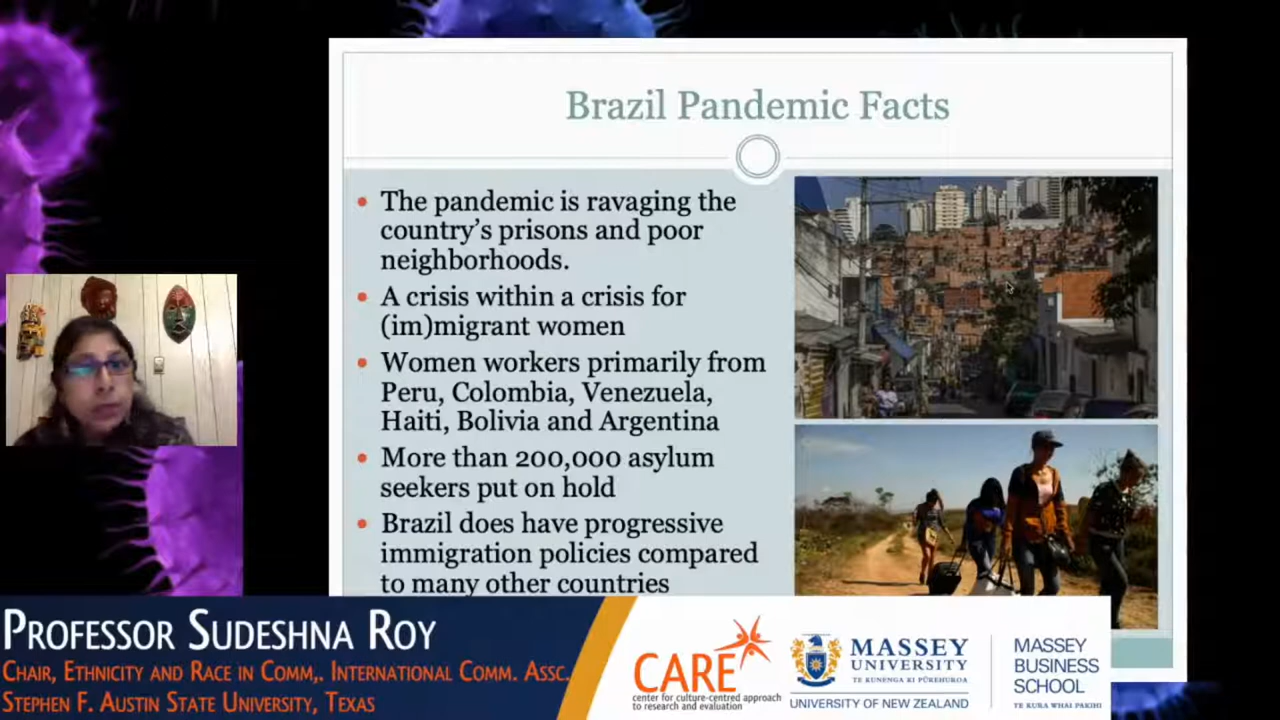 Brazil Pandemic Facts
The pandemic is ravaging the
country's prisons and poor
neighborhoods.
A crisis within a crisis for
(im)migrant women
Women workers primarily from
Peru, Colombia, Venezuela,
Haiti, Bolivia and Argentina
More than 200,000 asylum
seekers put on hold
Brazil does have progressive
immigration policies compared
to many other countries
PROFESSOR SUDESHNA ROY
CHAIR, ETHNICITY AND RACE IN COMM,. INTERNATIONAL COMM. ASSC.
STEPHEN F. AUSTIN STATE UNIVERSITY, TEXAS
CARE
center for culture-centred approach
to research and evaluation
MASSEY
UNIVERSITY
TE KUNENGA KI PŪREHUROA
UNIVERSITY OF NEW ZEALAND
MASSEY
BUSINESS
SCHOOL
TE KURA WHAI PAKIHI